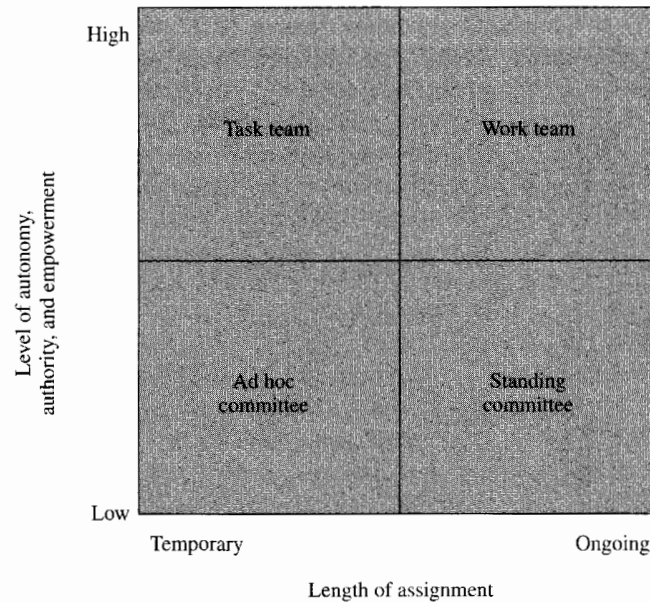 High
Task team
Work team
Level of autonomy,
authority, and empowerment
Ad hoc
committee
Standing
committee
Low
Temporary
Ongoing
Length of assignment